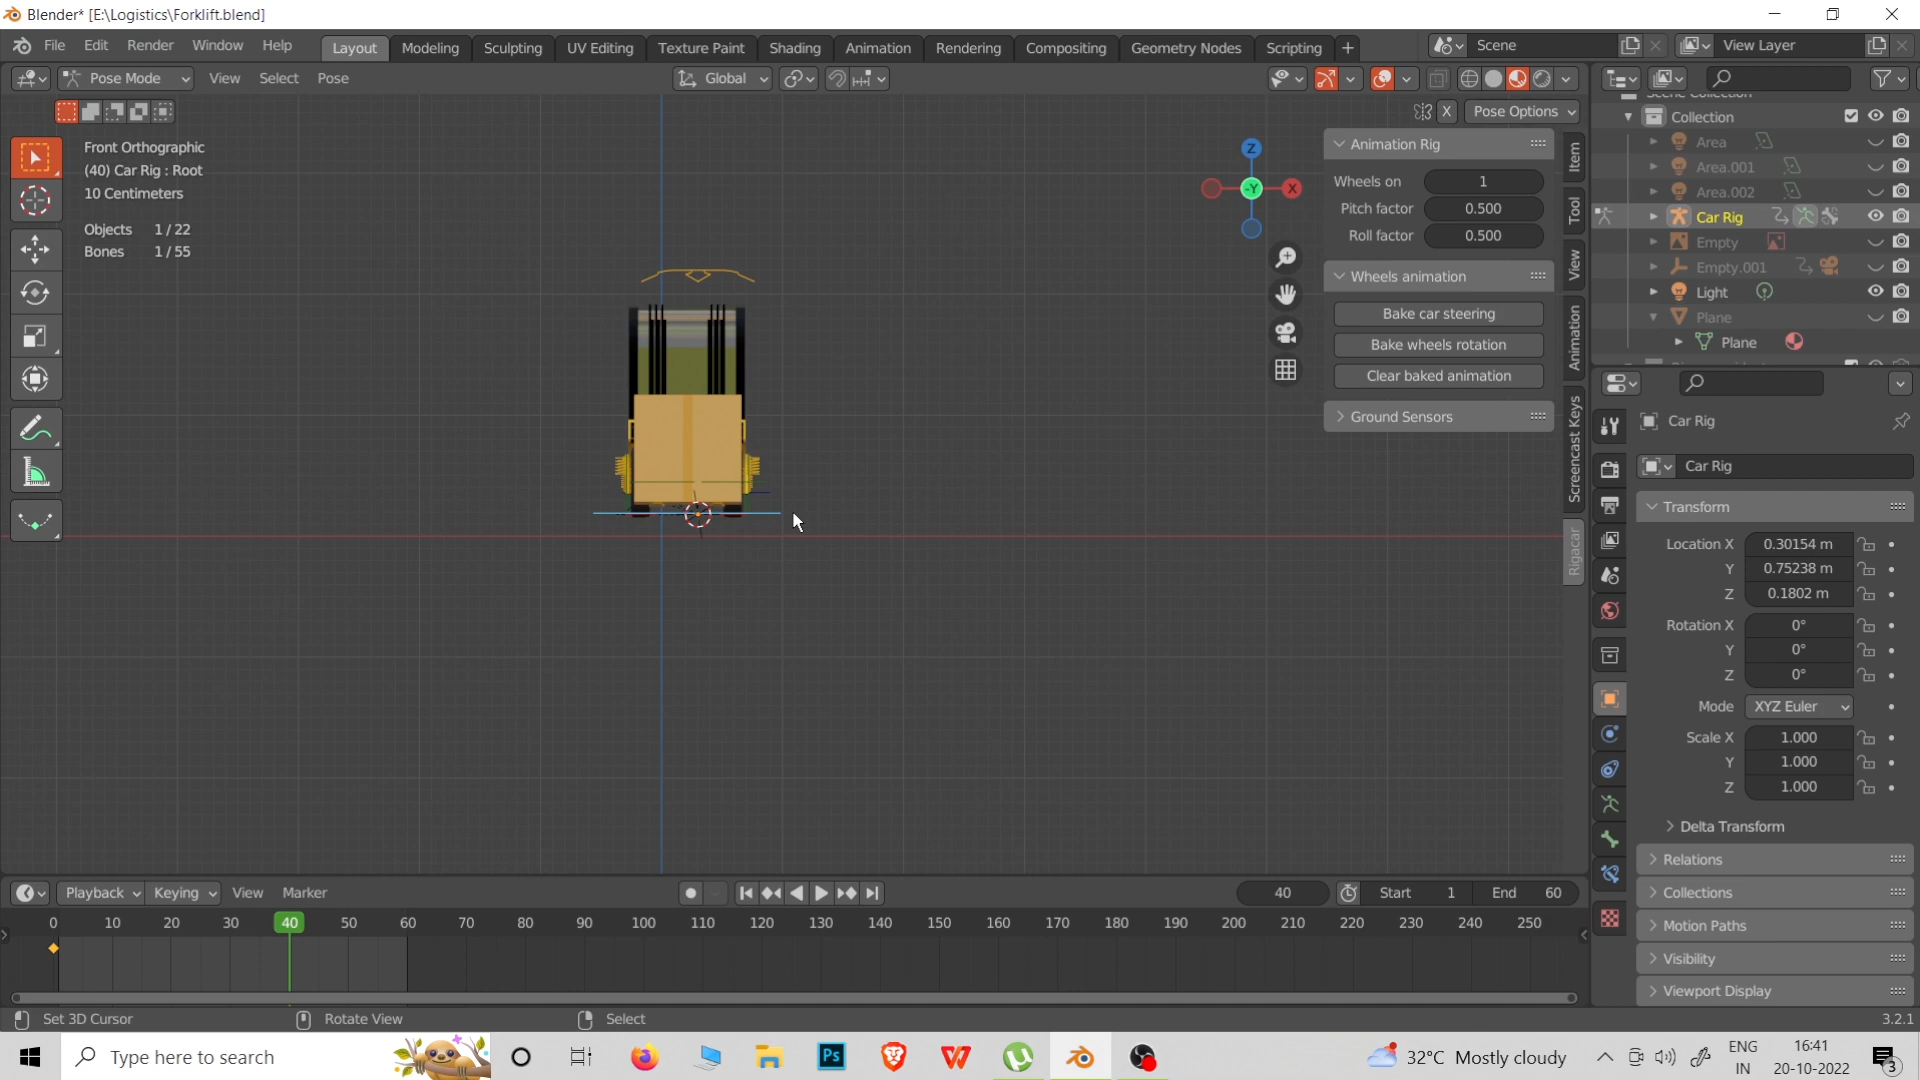 Blender* [E:\Logistics\Forklift.blend]
File Edit Render Window Help Layout Modeling Sculpting UV Editing Texture Paint Shading Animation Rendering Compositing Geometry Nodes Scripting + Scene View Layer
Pose Mode View Select Pose Global
X Pose Options
Front Orthographic
(40) Car Rig : Root
10 Centimeters
Objects 1/22
Bones 1/55
Z
-Y
X
Animation Rig
Wheels on 1
Pitch factor 0.500
Roll factor 0.500
Wheels animation
Bake car steering
Bake wheels rotation
Clear baked animation
Ground Sensors
Item
Tool
View
Animation
Screencast Keys
Rigacar
Scene Collection
Collection
Area
Area.001
Area.002
Car Rig
Empty
Empty.001
Light
Plane
Plane
Car Rig
Car Rig
Transform
Location X 0.30154 m
Y 0.75238 m
Z 0.1802 m
Rotation X 0°
Y 0°
Z 0°
Mode XYZ Euler
Scale X 1.000
Y 1.000
Z 1.000
Delta Transform
Relations
Collections
Motion Paths
Visibility
Viewport Display
Playback Keying View Marker 40 Start 1 End 60
0 10 20 30 40 50 60 70 80 90 100 110 120 130 140 150 160 170 180 190 200 210 220 230 240 250
Set 3D Cursor Rotate View Select 3.2.1
Type here to search Ps 32°C Mostly cloudy ENG IN 16:41 20-10-2022 3